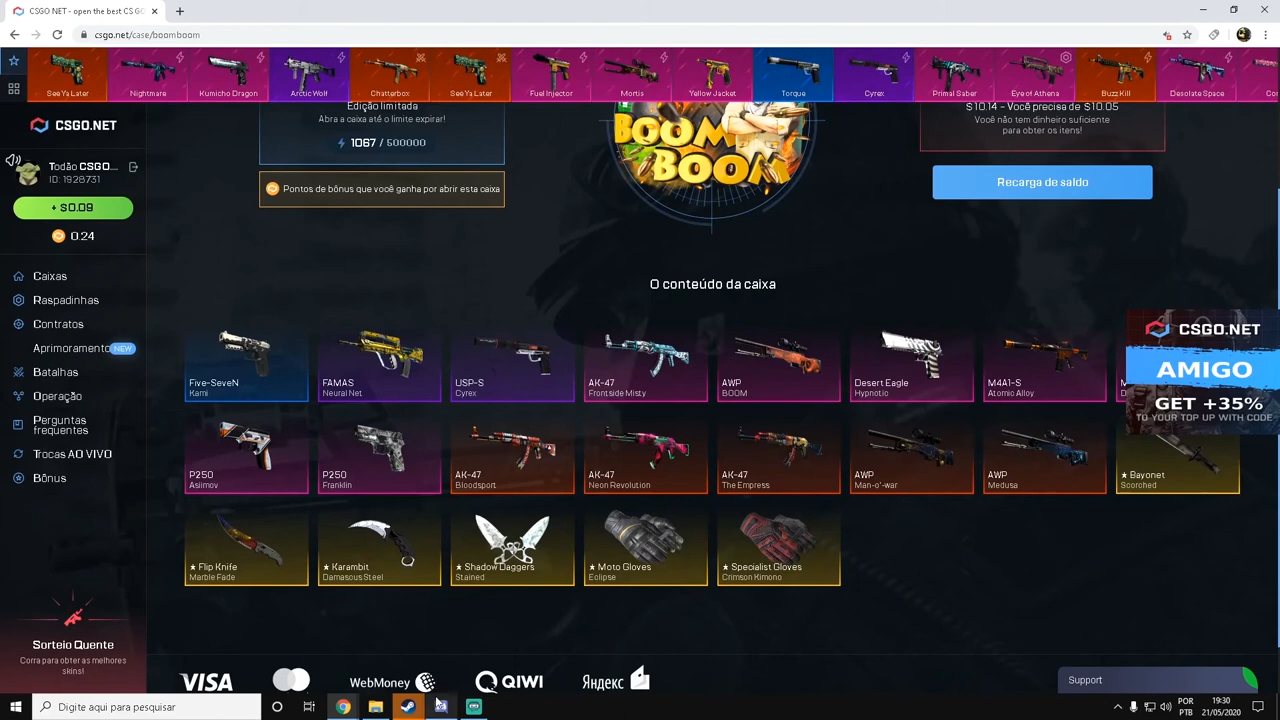 CSGO NET - open the best CS GO
csgo.net/case/boomboom
See Ya Later
Nightmare
Kumicho Dragon
Arctic Wolf
Chatterbox
See Ya Later
Fuel Injector
Mortis
Yellow Jacket
Torque
Cyrex
Primal Saber
Eye of Athena
Buzz Kill
Desolate Space
CSGO.NET
Todão CSGO....
ID: 1928731
+ $0.09
0.24
Caixas
Raspadinhas
Contratos
Aprimoramento NEW
Batalhas
Operação
Perguntas
frequentes
Trocas AO VIVO
Bônus
Sorteio Quente
Corra para obter as melhores
skins!
Edição limitada
Abra a caixa até o limite expirar!
1067 / 500000
Pontos de bônus que você ganha por abrir esta caixa
BOOM
BOOM
$10.14 – Você precisa de $10.05
Você não tem dinheiro suficiente
para obter os itens!
Recarga de saldo
O conteúdo da caixa
Five-SeveN
Kami
FAMAS
Neural Net
USP-S
Cyrex
AK-47
Frontside Misty
AWP
BOOM
Desert Eagle
Hypnotic
M4A1-S
Atomic Alloy
P250
Asiimov
P250
Franklin
AK-47
Bloodsport
AK-47
Neon Revolution
AK-47
The Empress
AWP
Man-o'-war
AWP
Medusa
★ Bayonet
Scorched
★ Flip Knife
Marble Fade
★ Karambit
Damascus Steel
★ Shadow Daggers
Stained
★ Moto Gloves
Eclipse
★ Specialist Gloves
Crimson Kimono
CSGO.NET
AMIGO
GET +35%
TO YOUR TOP UP WITH CODE
VISA
WebMoney
QIWI
Яндекс
Support
Digite aqui para pesquisar
POR
PTB
19:30
21/05/2020